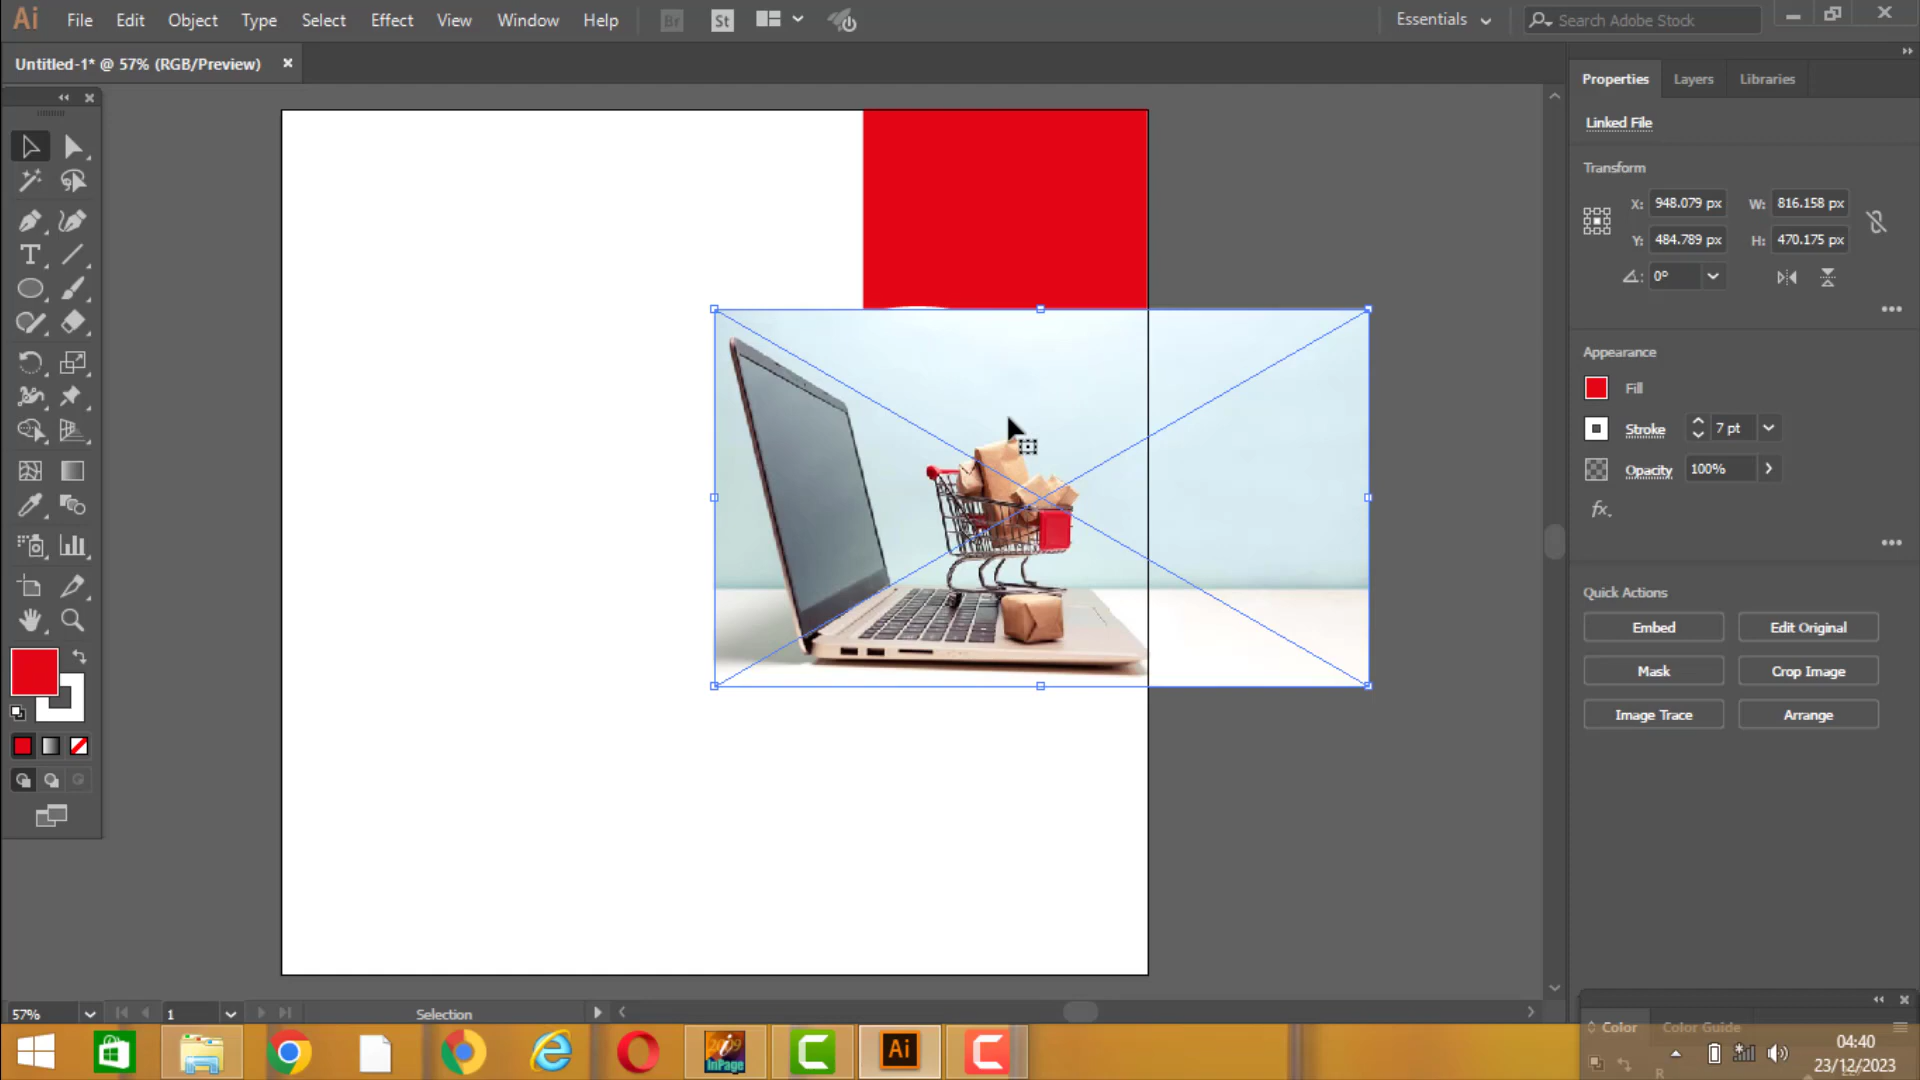 Ai File Edit Object Type Select Effect View Window Help Br St Essentials Search Adobe Stock
Untitled-1* @ 57% (RGB/Preview)
Properties Layers Libraries
Linked File
Transform
X: 948.079 px W: 816.158 px
Y: 484.789 px H: 470.175 px
0°
Appearance
Fill
Stroke 7 pt
Opacity 100%
fx.
Quick Actions
Embed Edit Original
Mask Crop Image
Image Trace Arrange
57% 1 Selection
Color Color Guide
R
2009 InPage Ai
04:40
23/12/2023